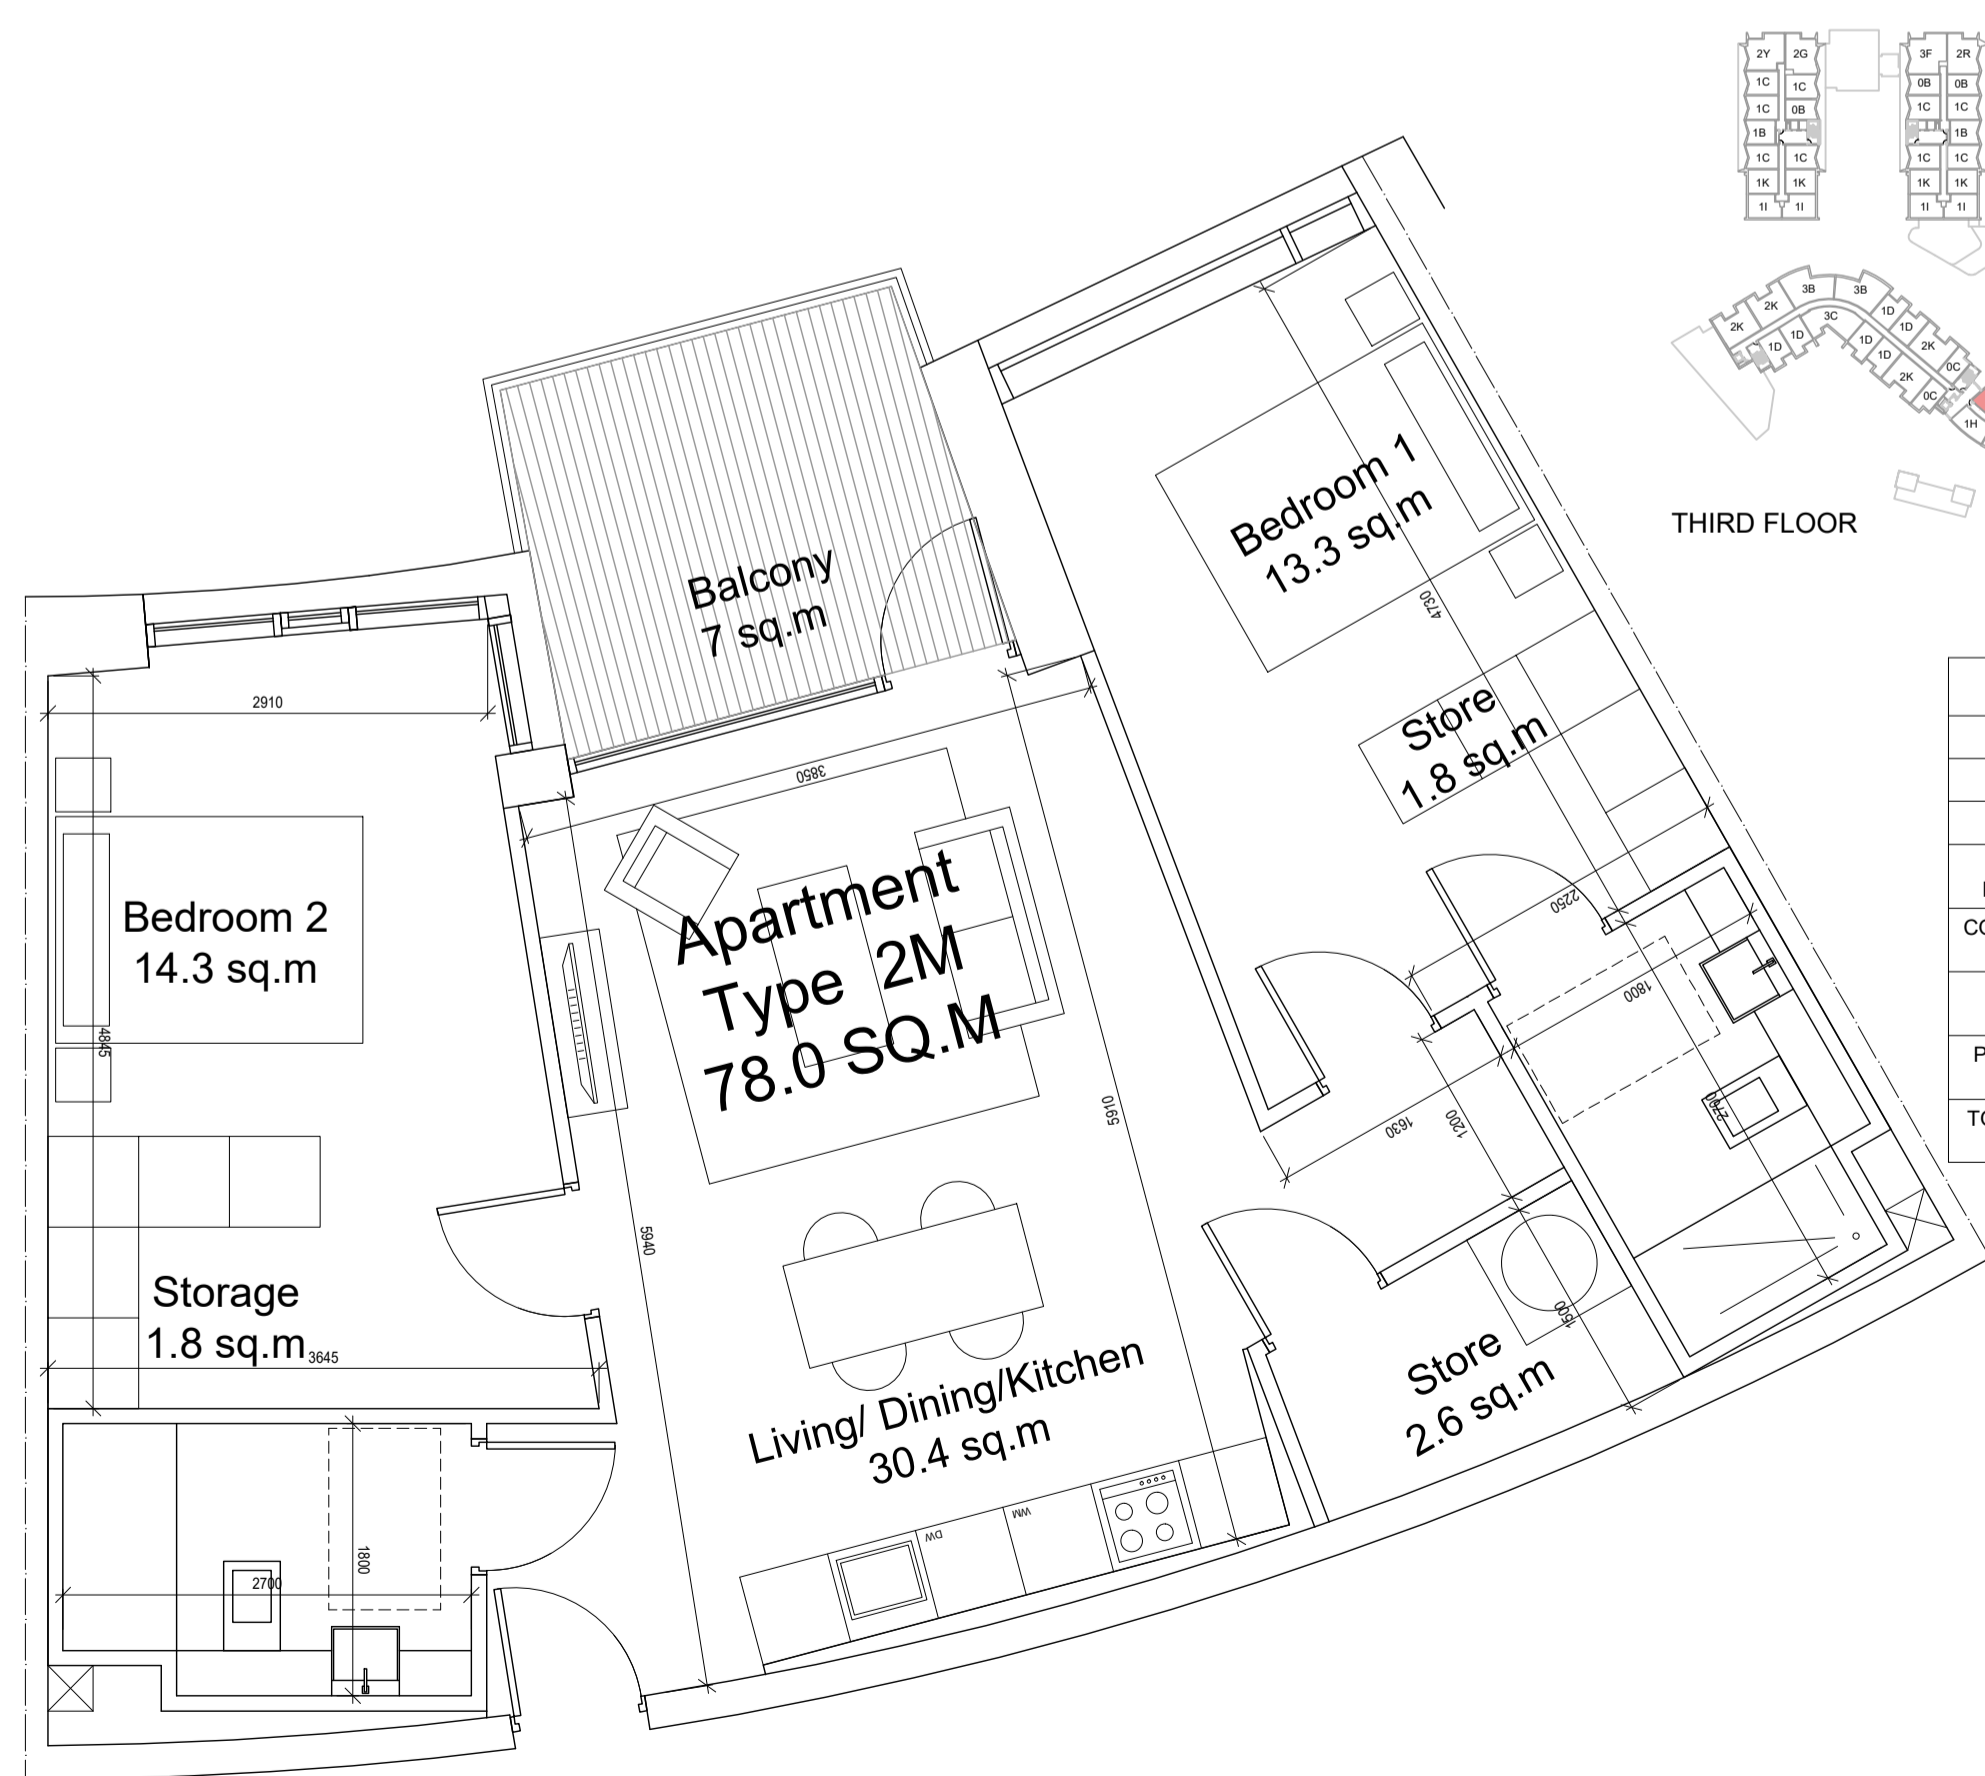 2Y 2G
1C 1C
1C 0B
1B
1C 1C
1K 1K
1I 1I
3F 2R
0B 0B
1C 1C
1B
1C 1C
1K 1K
1I 1I
2K
2K
3B
3B
3C
1D
1D
1D
1D
1D
1D
2K
2K
0C
0C
1H
THIRD FLOOR
Bedroom 1
13.3 sq.m
4730
Balcony
7 sq.m
2910
Store
1.8 sq.m
3850
Apartment
Type 2M
78.0 SQ.M
Bedroom 2
14.3 sq.m
4845
2250
1800
2700
5910
1630
1200
5940
Storage
1.8 sq.m
3645
1500
Store
2.6 sq.m
Living/ Dining/Kitchen
30.4 sq.m
DW
WM
1800
2700